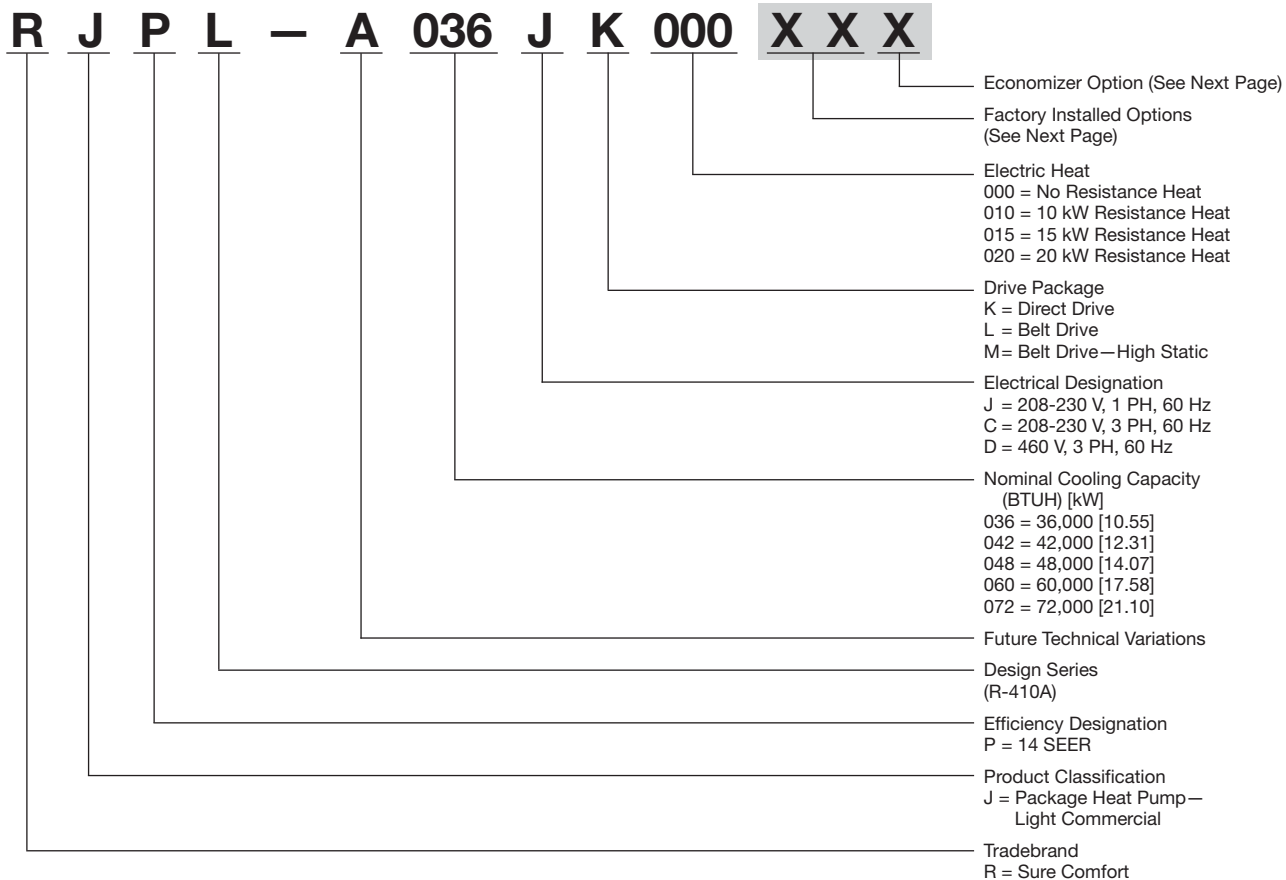 R J P L — A 036 J K 000 X X X
Economizer Option (See Next Page)
Factory Installed Options
(See Next Page)
Electric Heat
000 = No Resistance Heat
010 = 10 kW Resistance Heat
015 = 15 kW Resistance Heat
020 = 20 kW Resistance Heat
Drive Package
K = Direct Drive
L = Belt Drive
M= Belt Drive—High Static
Electrical Designation
J = 208-230 V, 1 PH, 60 Hz
C = 208-230 V, 3 PH, 60 Hz
D = 460 V, 3 PH, 60 Hz
Nominal Cooling Capacity
(BTUH) [kW]
036 = 36,000 [10.55]
042 = 42,000 [12.31]
048 = 48,000 [14.07]
060 = 60,000 [17.58]
072 = 72,000 [21.10]
Future Technical Variations
Design Series
(R-410A)
Efficiency Designation
P = 14 SEER
Product Classification
J = Package Heat Pump—
Light Commercial
Tradebrand
R = Sure Comfort